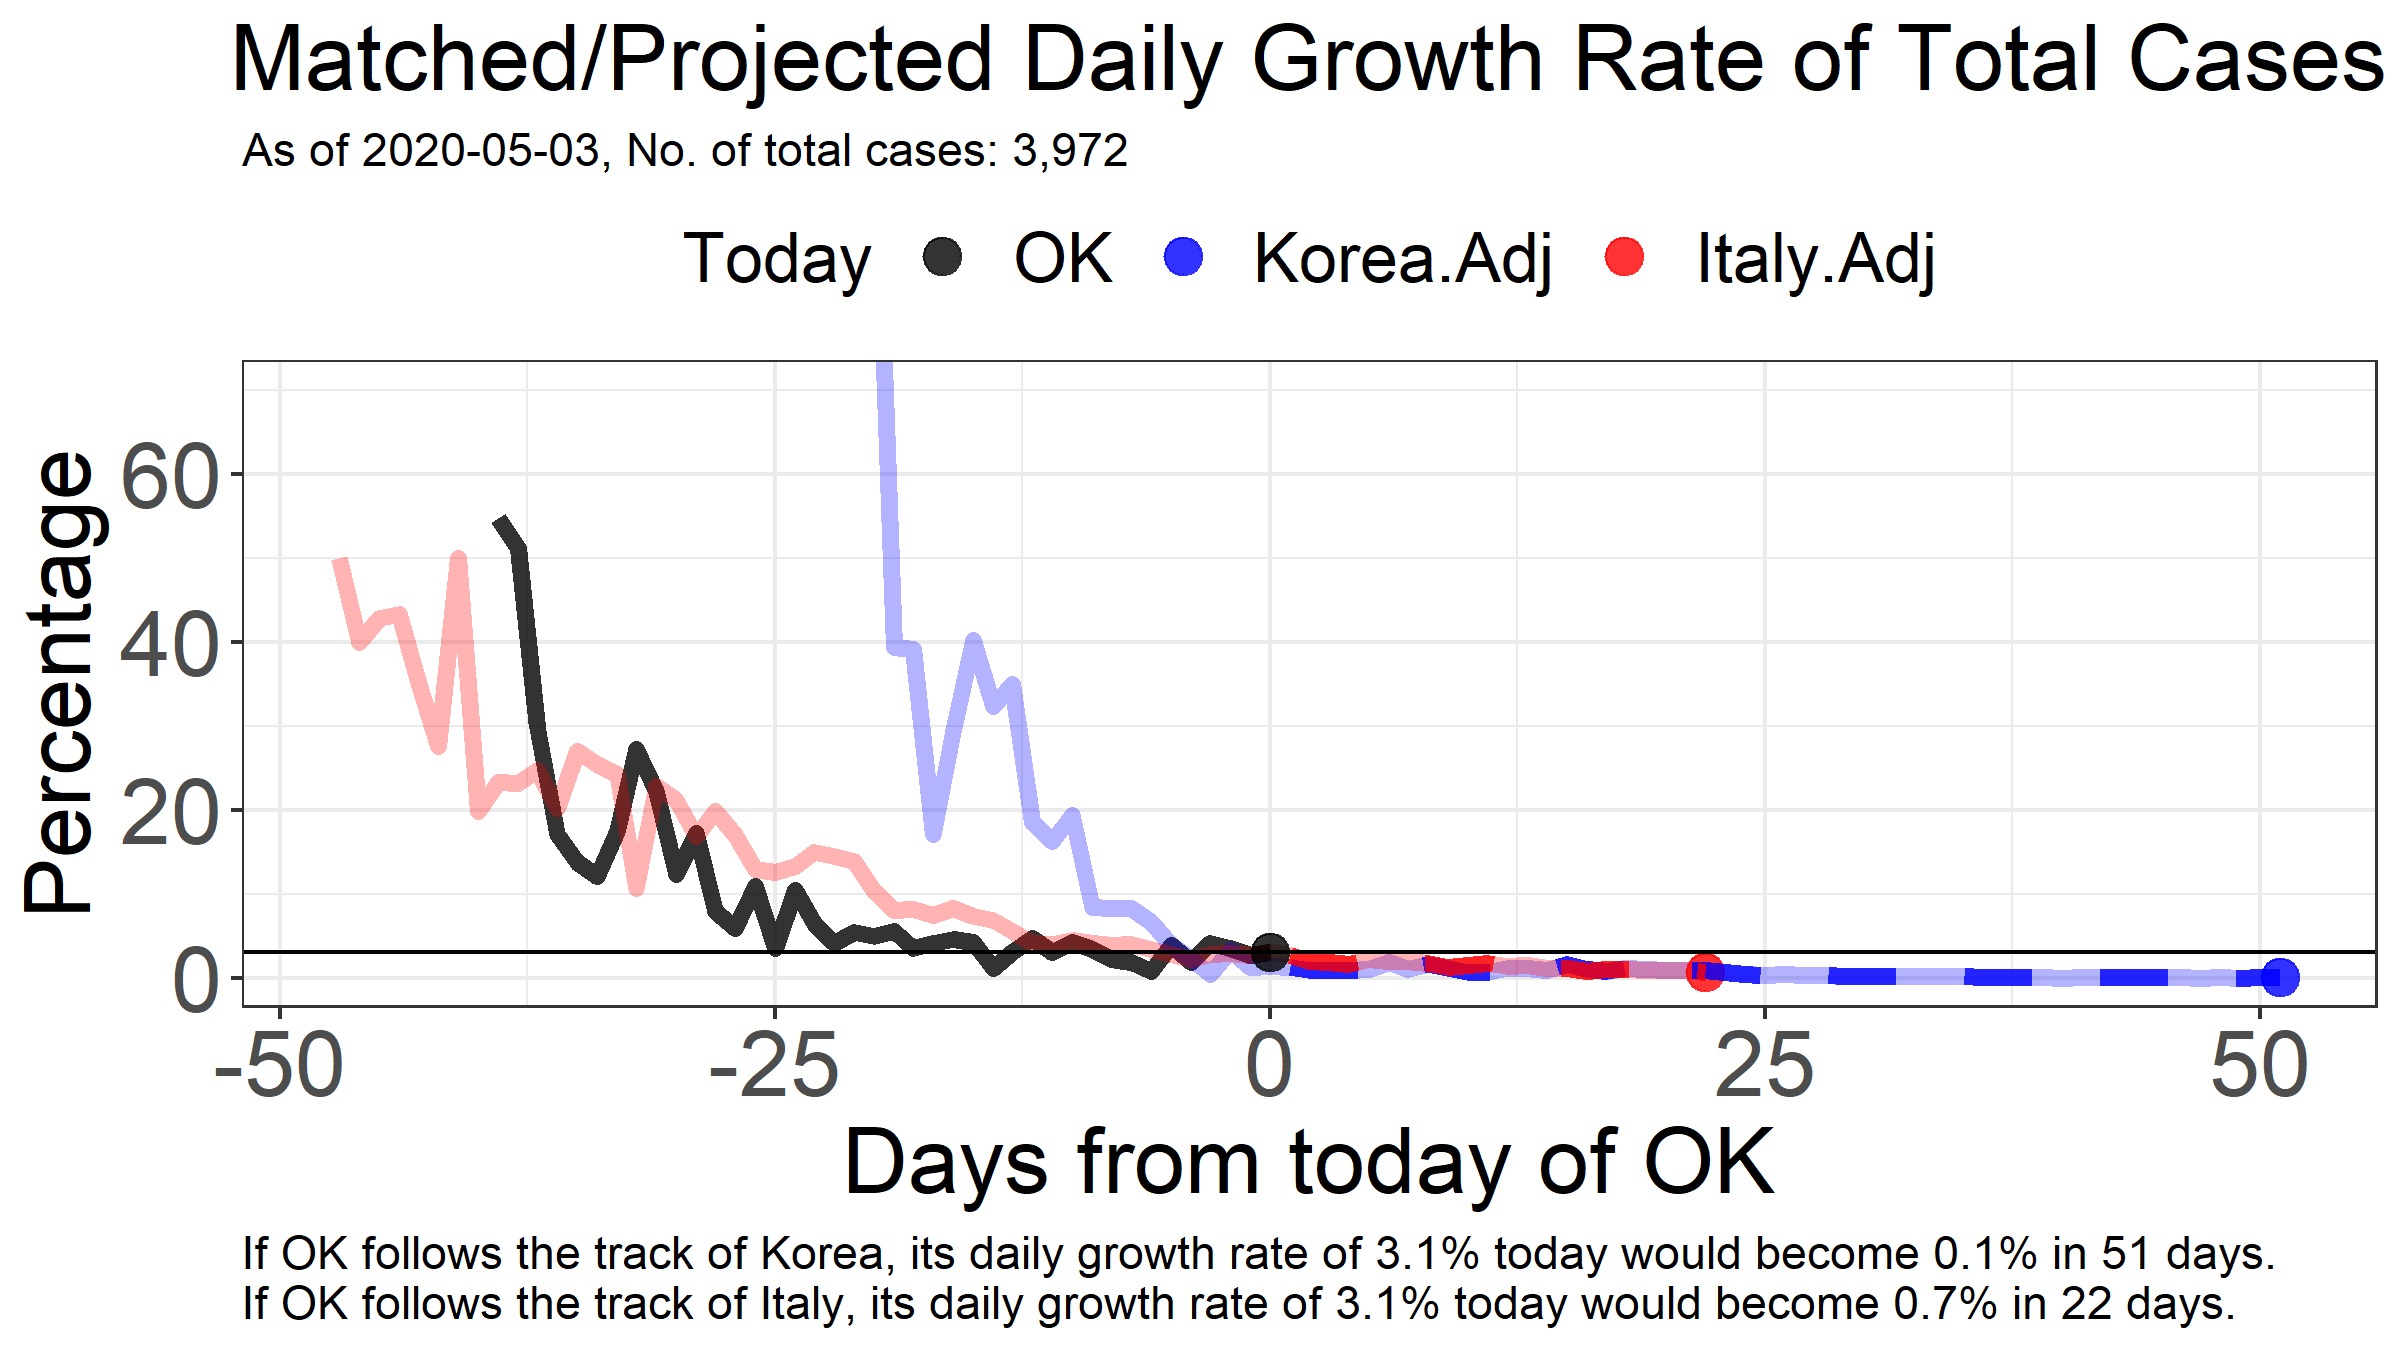 Matched/Projected Daily Growth Rate of Total Cases
As of 2020-05-03, No. of total cases: 3,972
Today OK Korea.Adj Italy.Adj
Percentage
60
40
20
0
-50 -25 0 25 50
Days from today of OK
If OK follows the track of Korea, its daily growth rate of 3.1% today would become 0.1% in 51 days.
If OK follows the track of Italy, its daily growth rate of 3.1% today would become 0.7% in 22 days.